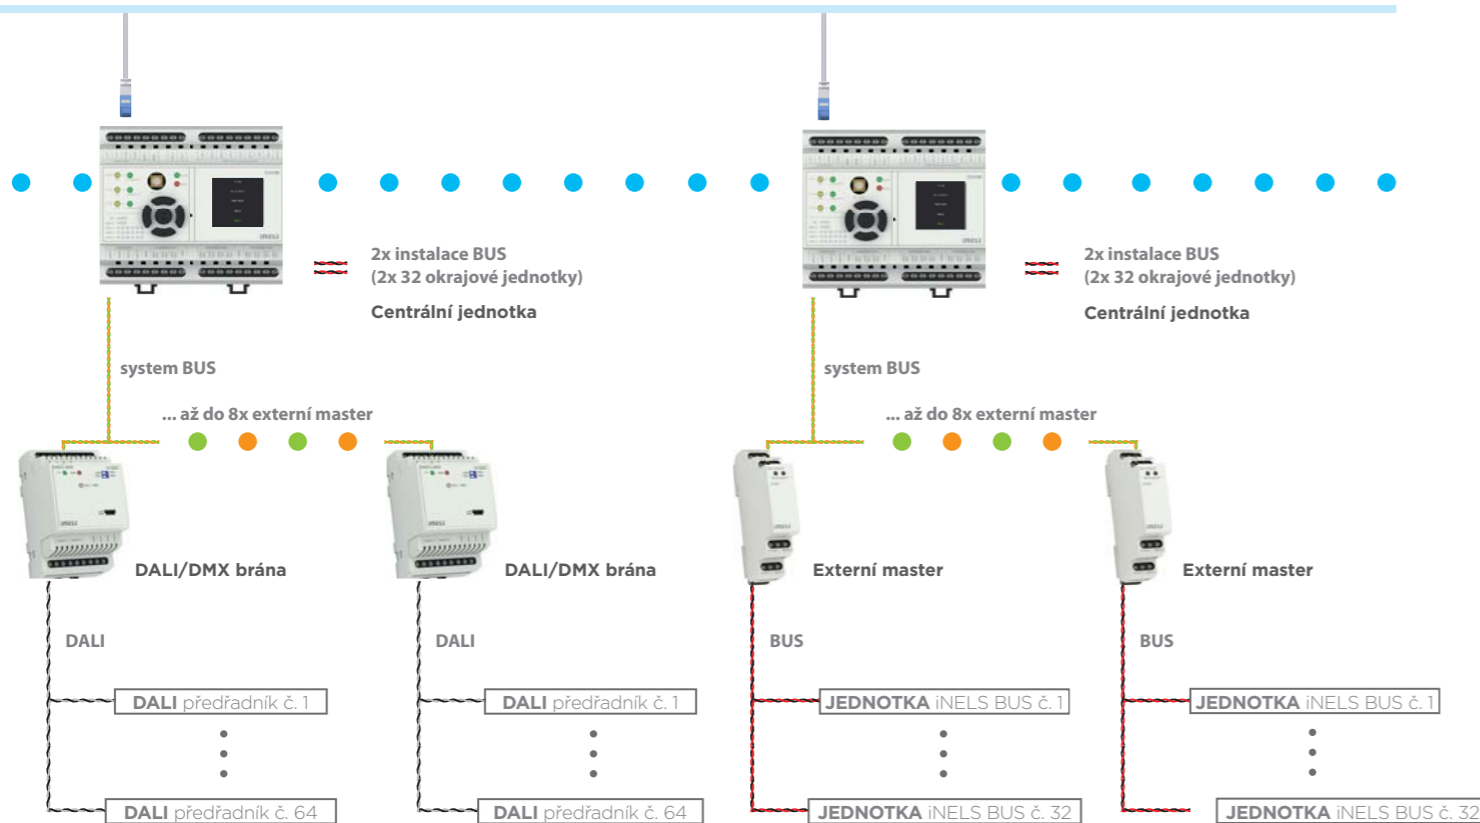 2x instalace BUS
(2x 32 okrajové jednotky)
Centrální jednotka
2x instalace BUS
(2x 32 okrajové jednotky)
Centrální jednotka
system BUS
system BUS
... až do 8x externí master
... až do 8x externí master
DALI/DMX brána
DALI/DMX brána
Externí master
Externí master
DALI
DALI
BUS
BUS
DALI předřadník č. 1
DALI předřadník č. 1
JEDNOTKA iNELS BUS č. 1
JEDNOTKA iNELS BUS č. 1
DALI předřadník č. 64
DALI předřadník č. 64
JEDNOTKA iNELS BUS č. 32
JEDNOTKA iNELS BUS č. 32